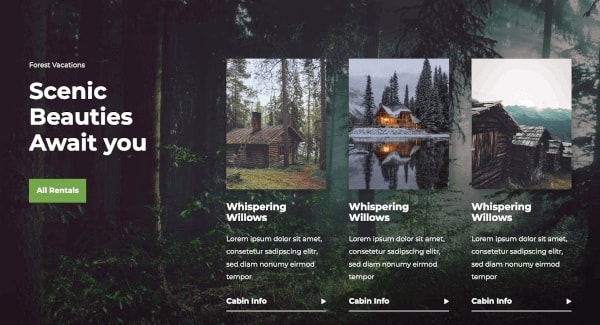 Forest Vacations
Scenic
Beauties
Await you
All Rentals
Whispering
Willows
Lorem ipsum dolor sit amet,
consetetur sadipscing elitr,
sed diam nonumy eirmod
tempor
Cabin Info
Whispering
Willows
Lorem ipsum dolor sit amet,
consetetur sadipscing elitr,
sed diam nonumy eirmod
tempor
Cabin Info
Whispering
Willows
Lorem ipsum dolor sit amet,
consetetur sadipscing elitr,
sed diam nonumy eirmod
tempor
Cabin Info